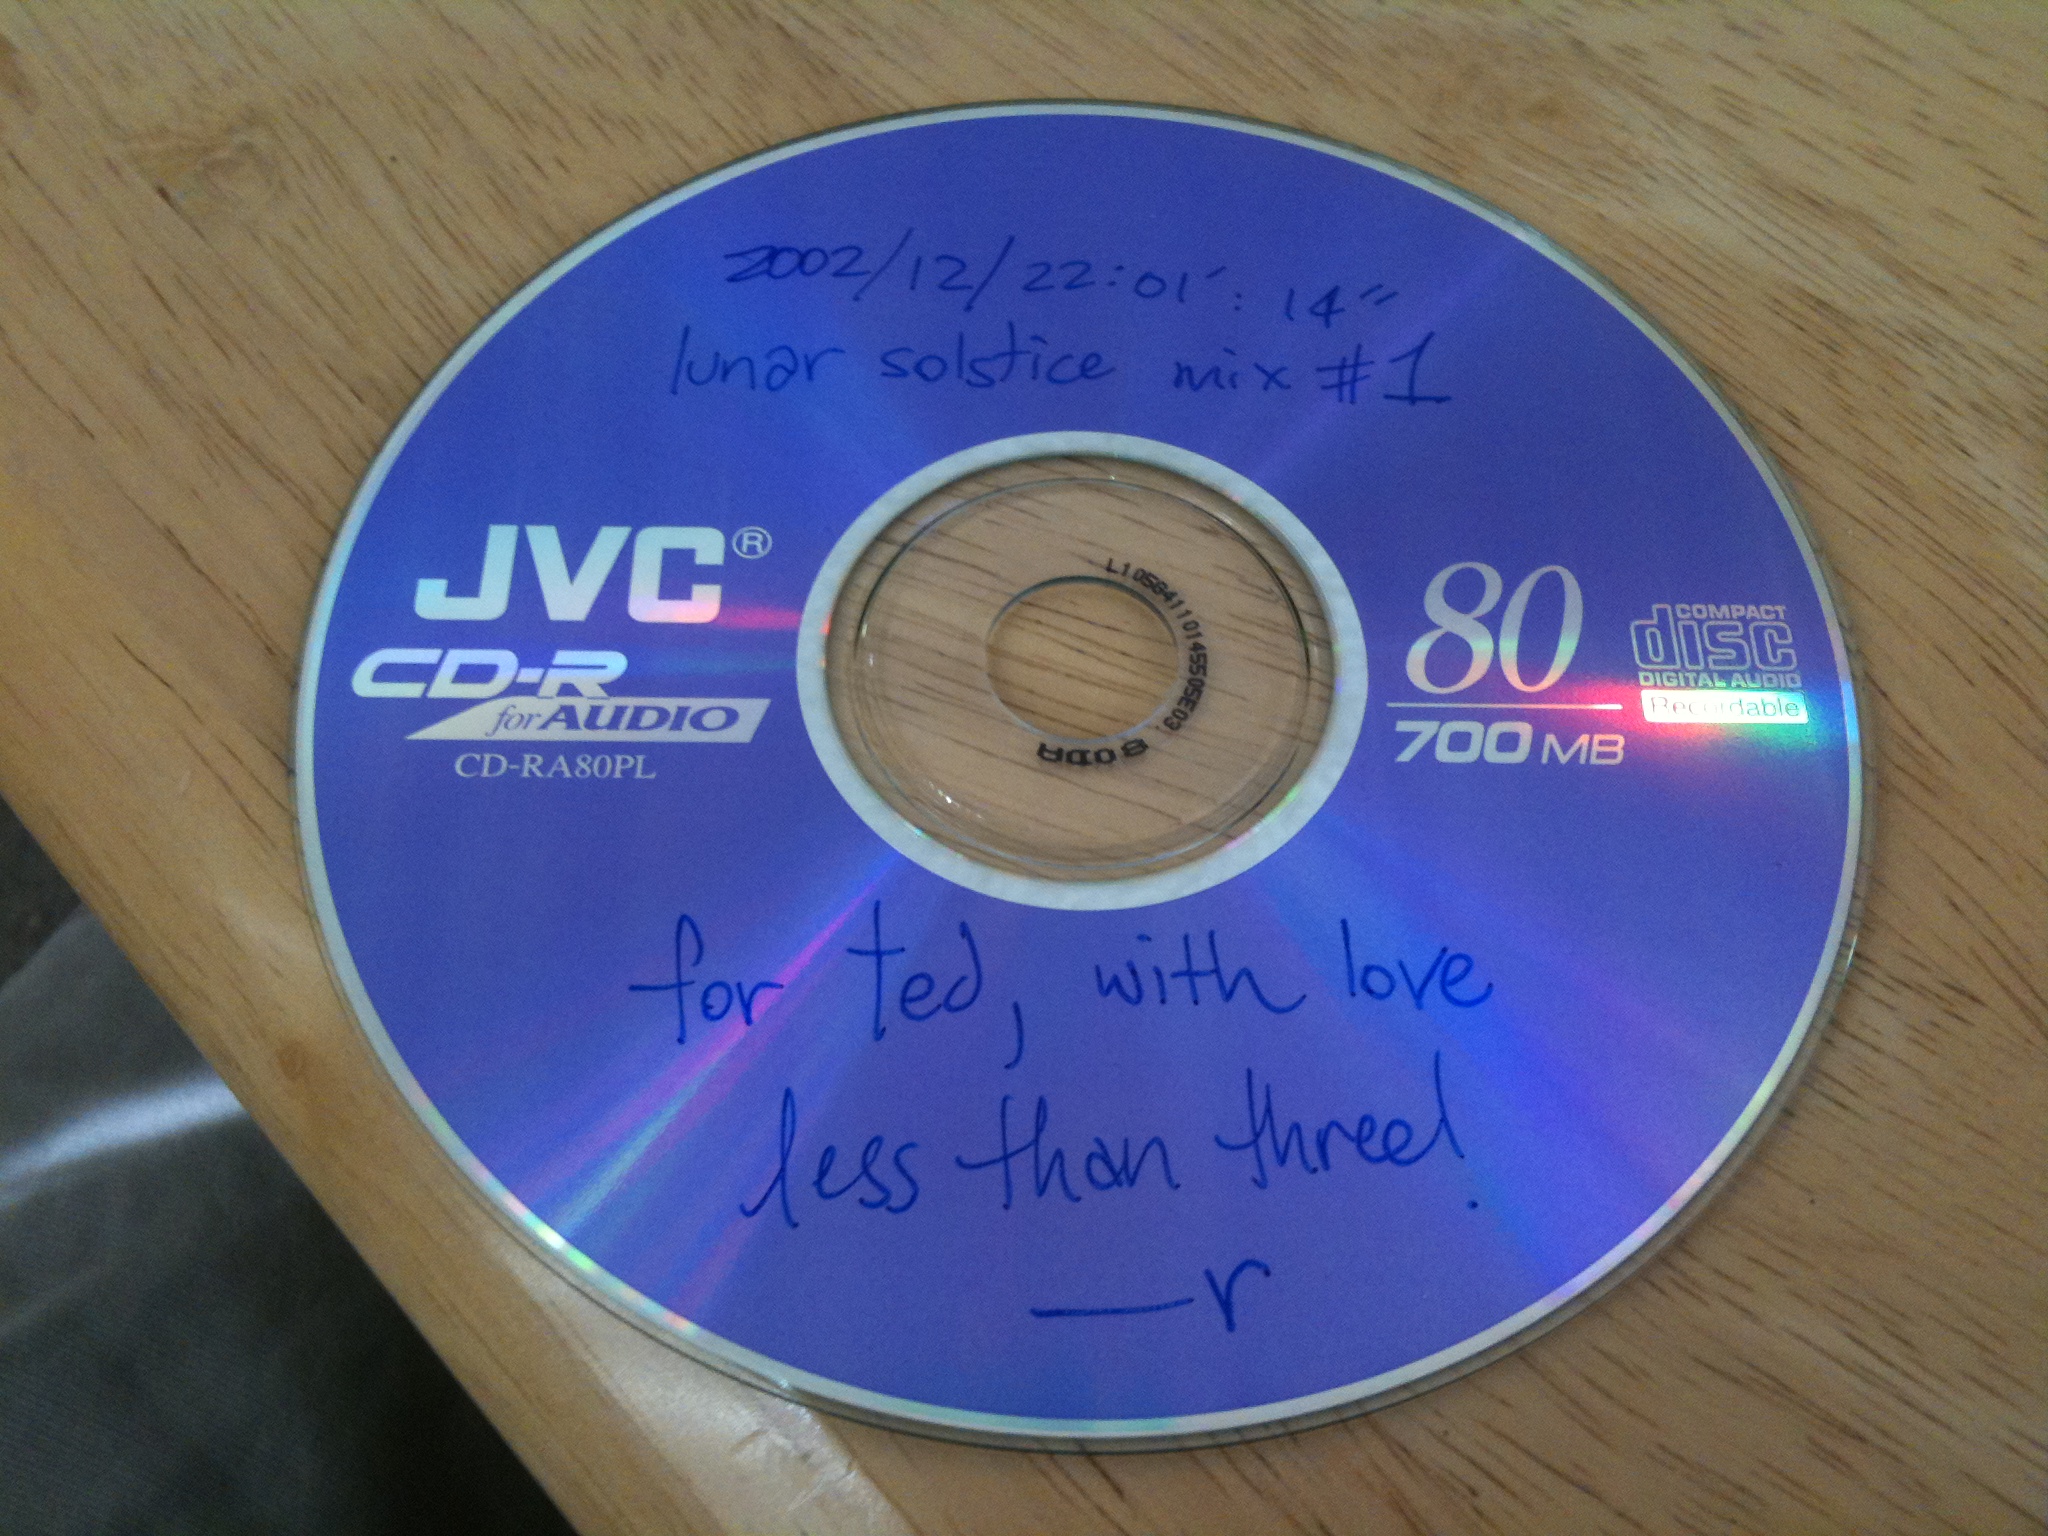 2002/12/22:01′:14″
lunar solstice mix #1
JVC®
CD-R
for AUDIO
CD-RA80PL
80
700 MB
COMPACT
disc
DIGITAL AUDIO
Recordable
80DA
for ted, with love
less than three!
—r